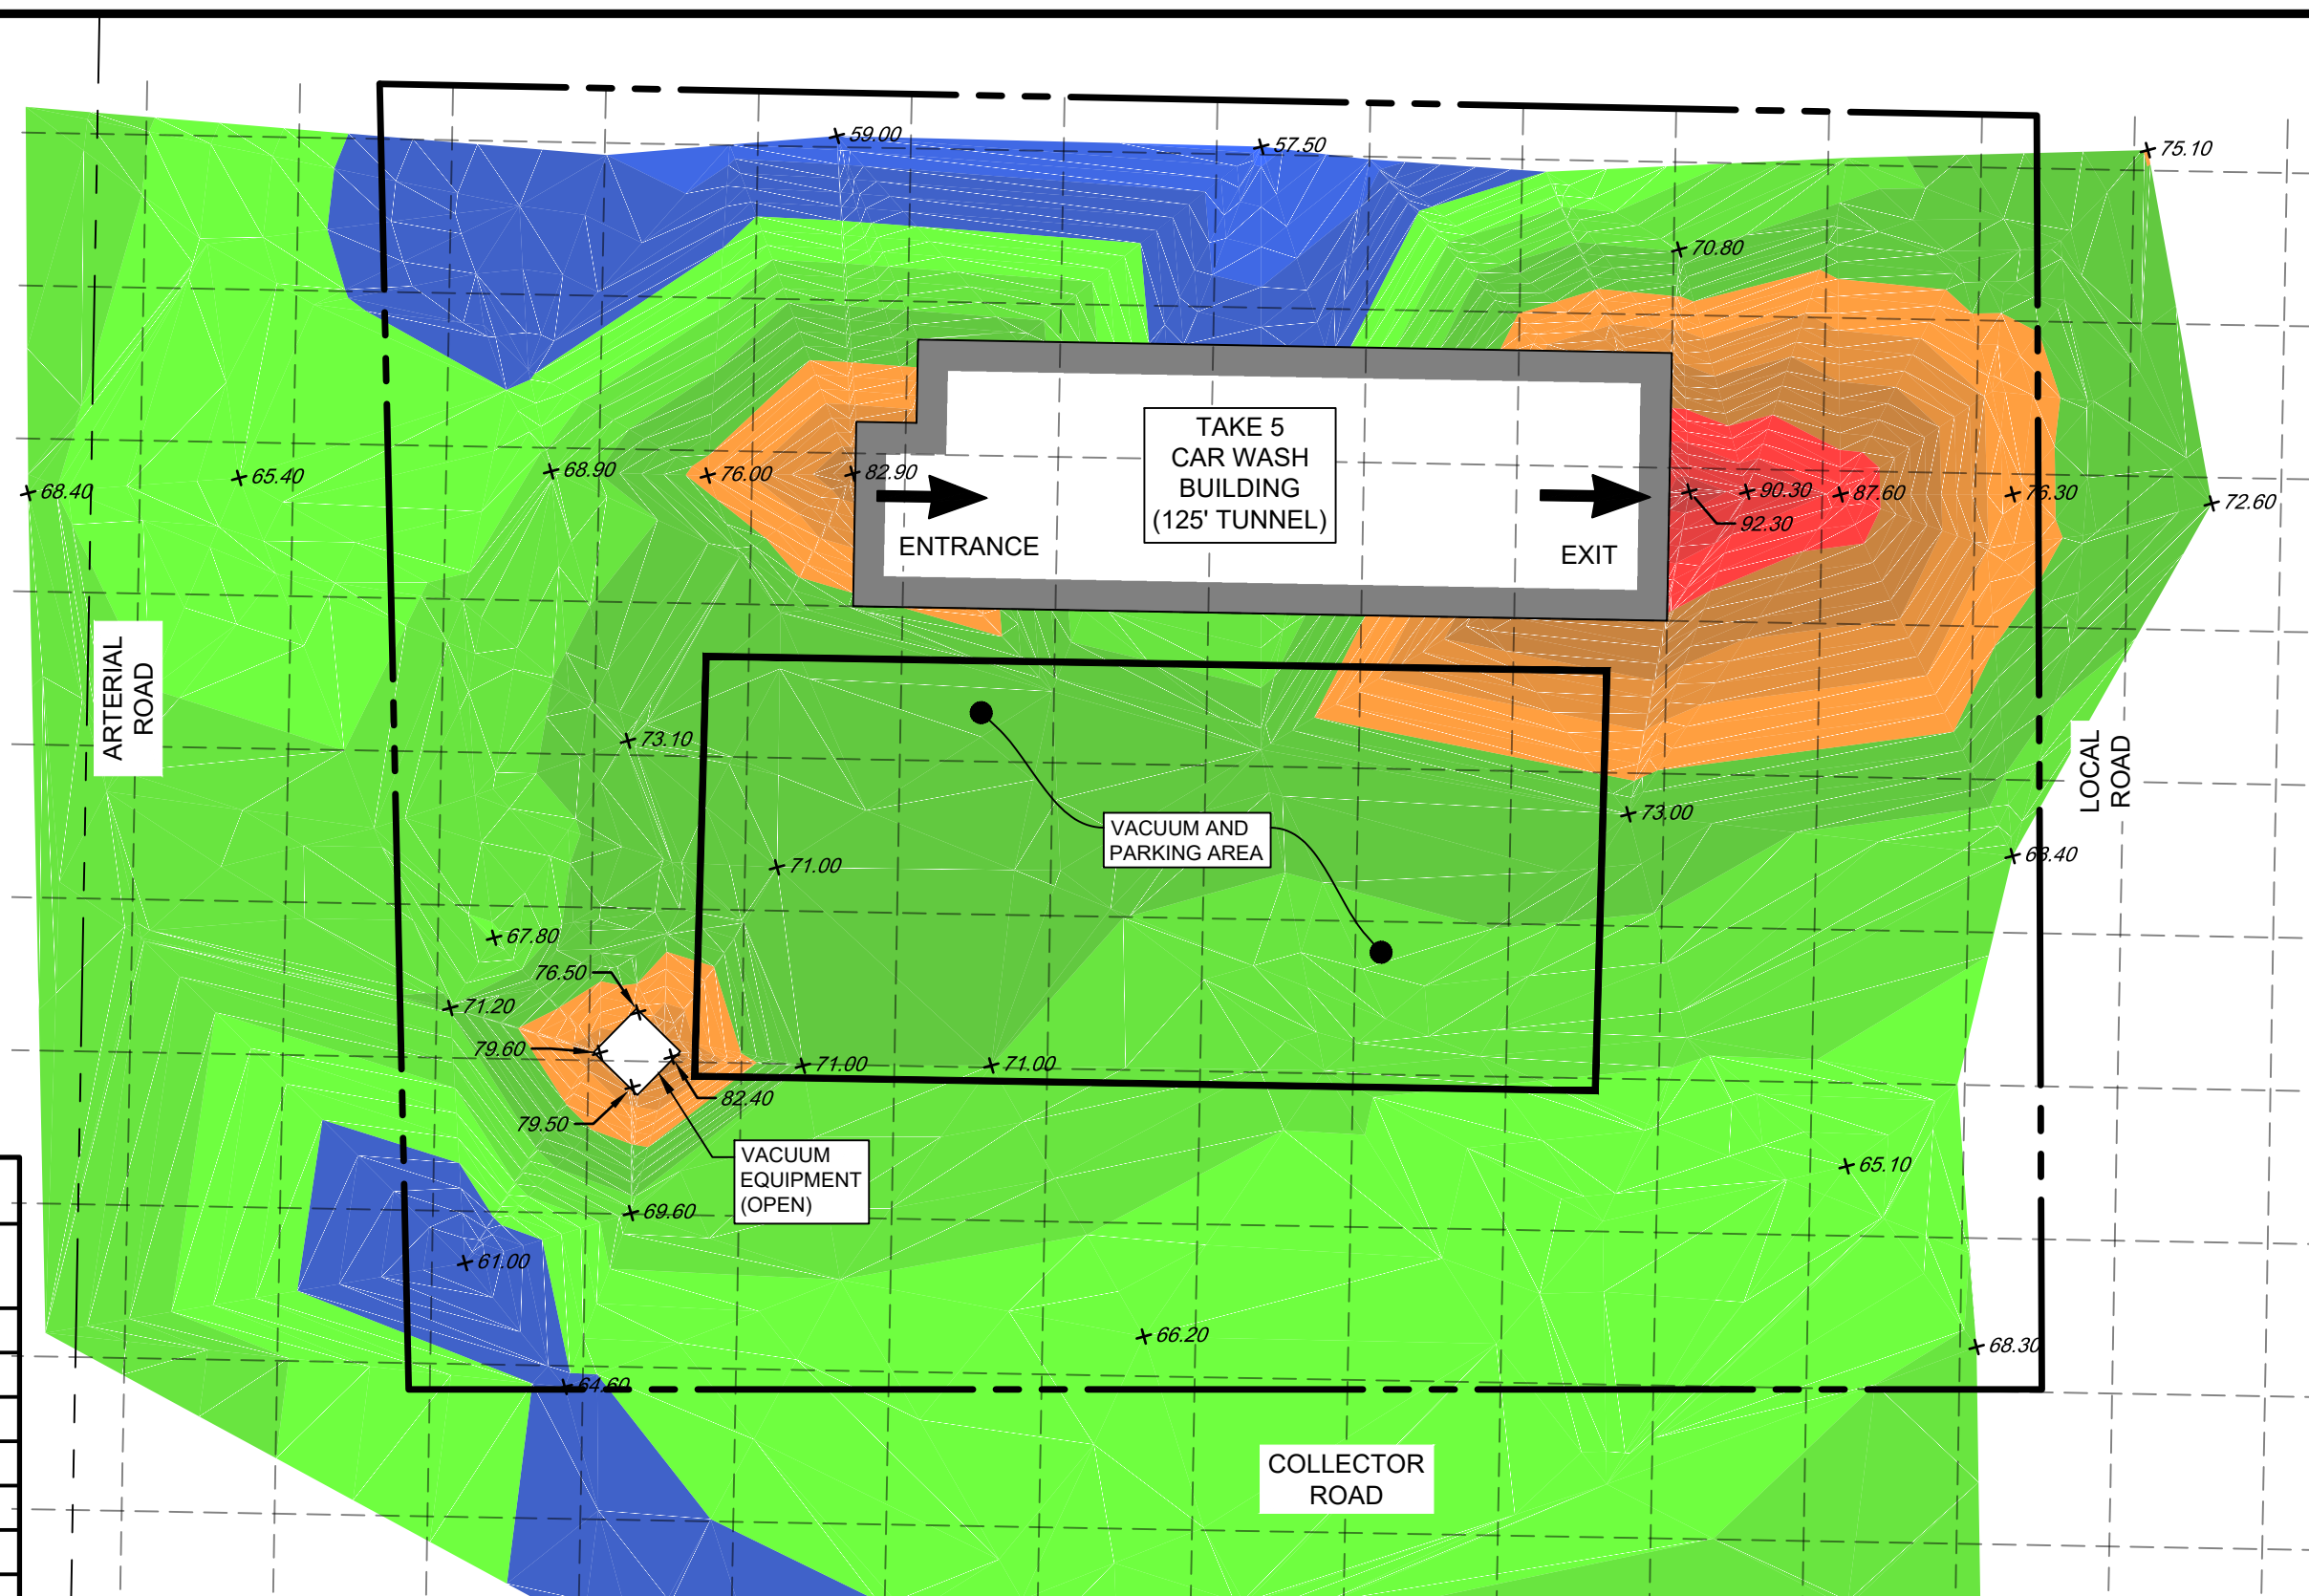 59.00
57.50
75.10
70.80
TAKE 5
CAR WASH
BUILDING
(125' TUNNEL)
68.40
65.40
68.90
76.00
82.90
ENTRANCE
EXIT
90.30
87.60
92.30
76.30
72.60
ARTERIAL
ROAD
73.10
LOCAL
ROAD
VACUUM AND
PARKING AREA
73.00
68.40
71.00
67.80
76.50
71.20
79.60
71.00
71.00
82.40
79.50
VACUUM
EQUIPMENT
(OPEN)
65.10
69.60
61.00
66.20
68.30
64.60
COLLECTOR
ROAD